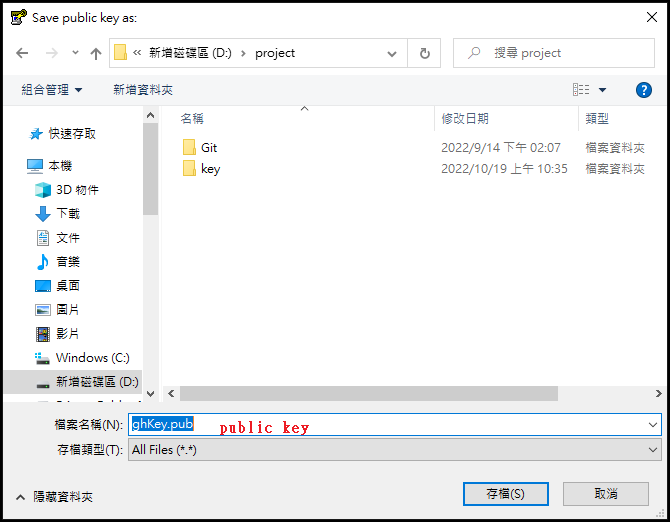 Save public key as:
« 新增磁碟區 (D:) » project
搜尋 project
組合管理 新增資料夾
名稱 修改日期 類型
快速存取
本機
3D 物件
下載
文件
音樂
桌面
圖片
影片
Windows (C:)
新增磁碟區 (D:)
Git 2022/9/14 下午 02:07 檔案資料夾
key 2022/10/19 上午 10:35 檔案資料夾
檔案名稱(N): ghKey.pub public key
存檔類型(T): All Files (*.*)
隱藏資料夾 存檔(S) 取消